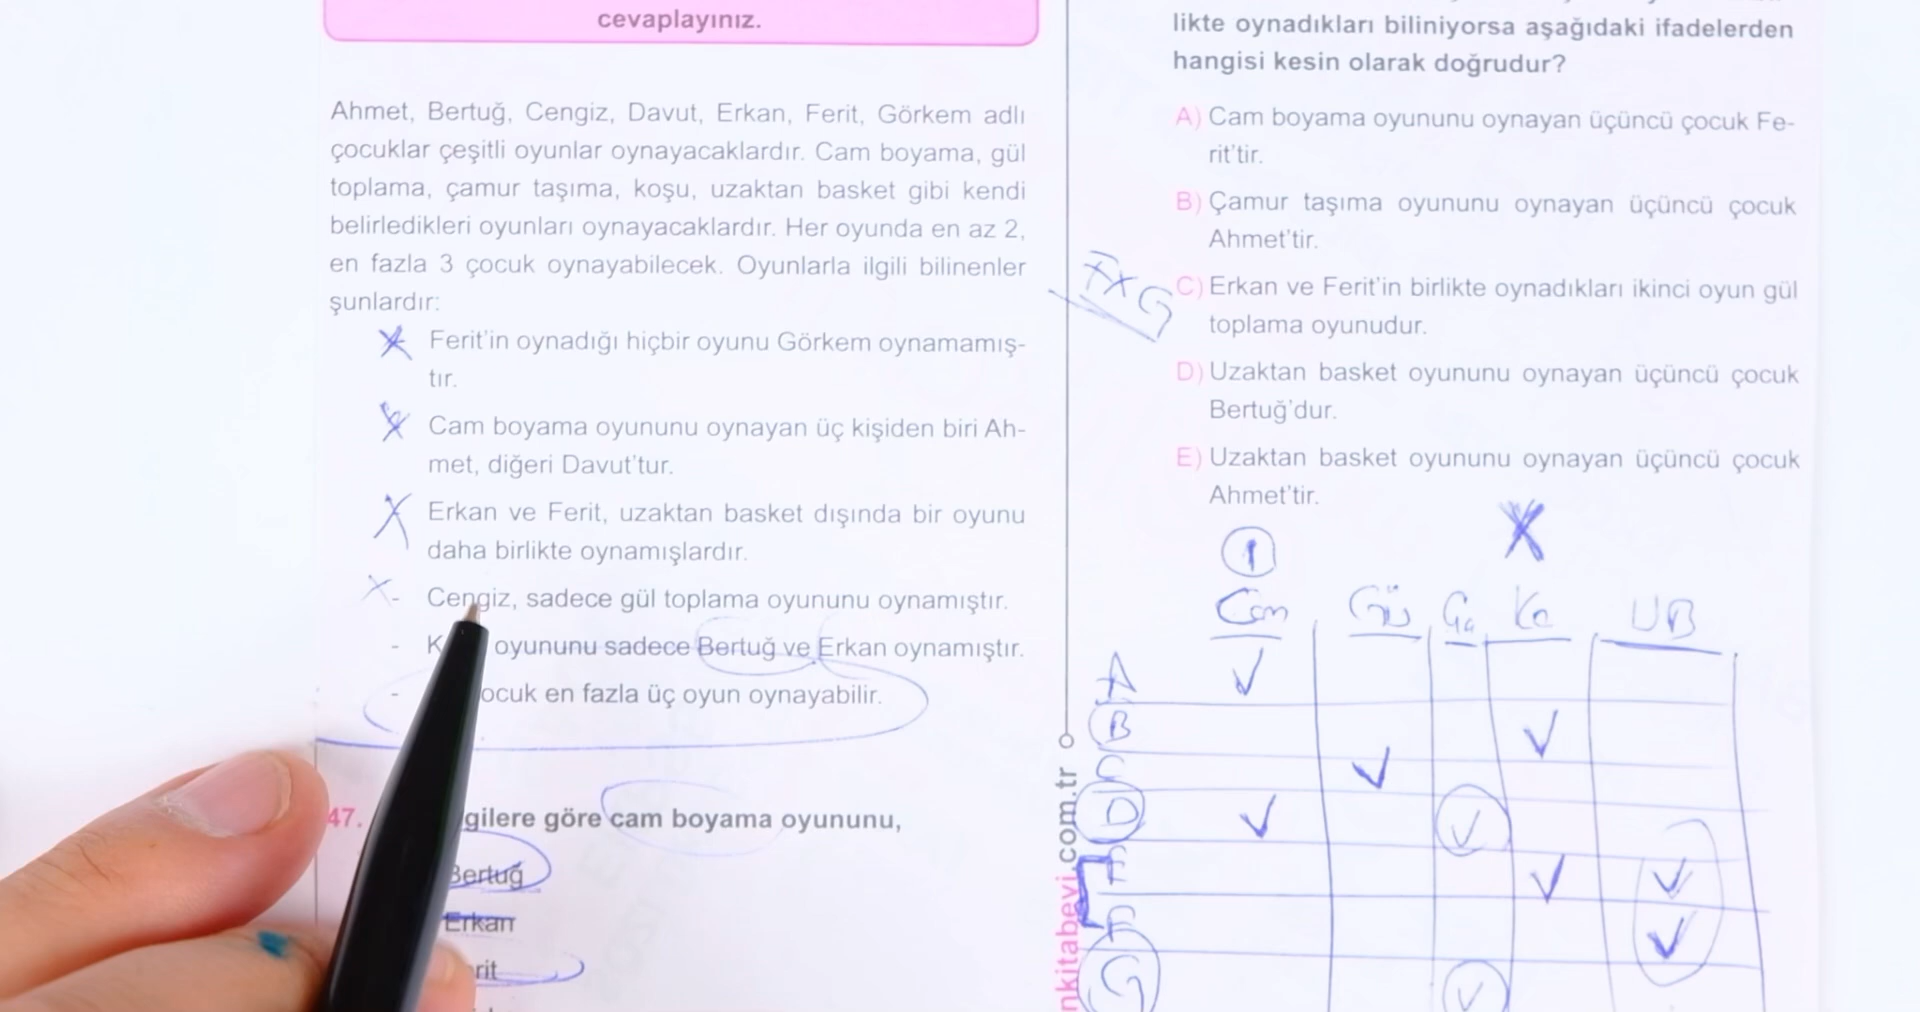 cevaplayınız.
Ahmet, Bertuğ, Cengiz, Davut, Erkan, Ferit, Görkem adlı
çocuklar çeşitli oyunlar oynayacaklardır. Cam boyama, gül
toplama, çamur taşıma, koşu, uzaktan basket gibi kendi
belirledikleri oyunları oynayacaklardır. Her oyunda en az 2,
en fazla 3 çocuk oynayabilecek. Oyunlarla ilgili bilinenler
şunlardır:
Ferit'in oynadığı hiçbir oyunu Görkem oynamamış-
tır.
Cam boyama oyununu oynayan üç kişiden biri Ah-
met, diğeri Davut'tur.
Erkan ve Ferit, uzaktan basket dışında bir oyunu
daha birlikte oynamışlardır.
- Cengiz, sadece gül toplama oyununu oynamıştır.
- K oyununu sadece Bertuğ ve Erkan oynamıştır.
- ocuk en fazla üç oyun oynayabilir.
47. gilere göre cam boyama oyununu,
Bertuğ
Erkan
rit
likte oynadıkları biliniyorsa aşağıdaki ifadelerden
hangisi kesin olarak doğrudur?
A) Cam boyama oyununu oynayan üçüncü çocuk Fe-
rit'tir.
B) Çamur taşıma oyununu oynayan üçüncü çocuk
Ahmet'tir.
C) Erkan ve Ferit'in birlikte oynadıkları ikinci oyun gül
toplama oyunudur.
D) Uzaktan basket oyununu oynayan üçüncü çocuk
Bertuğ'dur.
E) Uzaktan basket oyununu oynayan üçüncü çocuk
Ahmet'tir.
FxG
1
Cam Gü Ça Ko UB
A
B
C
D
E
F
G
nkitabevi.com.tr